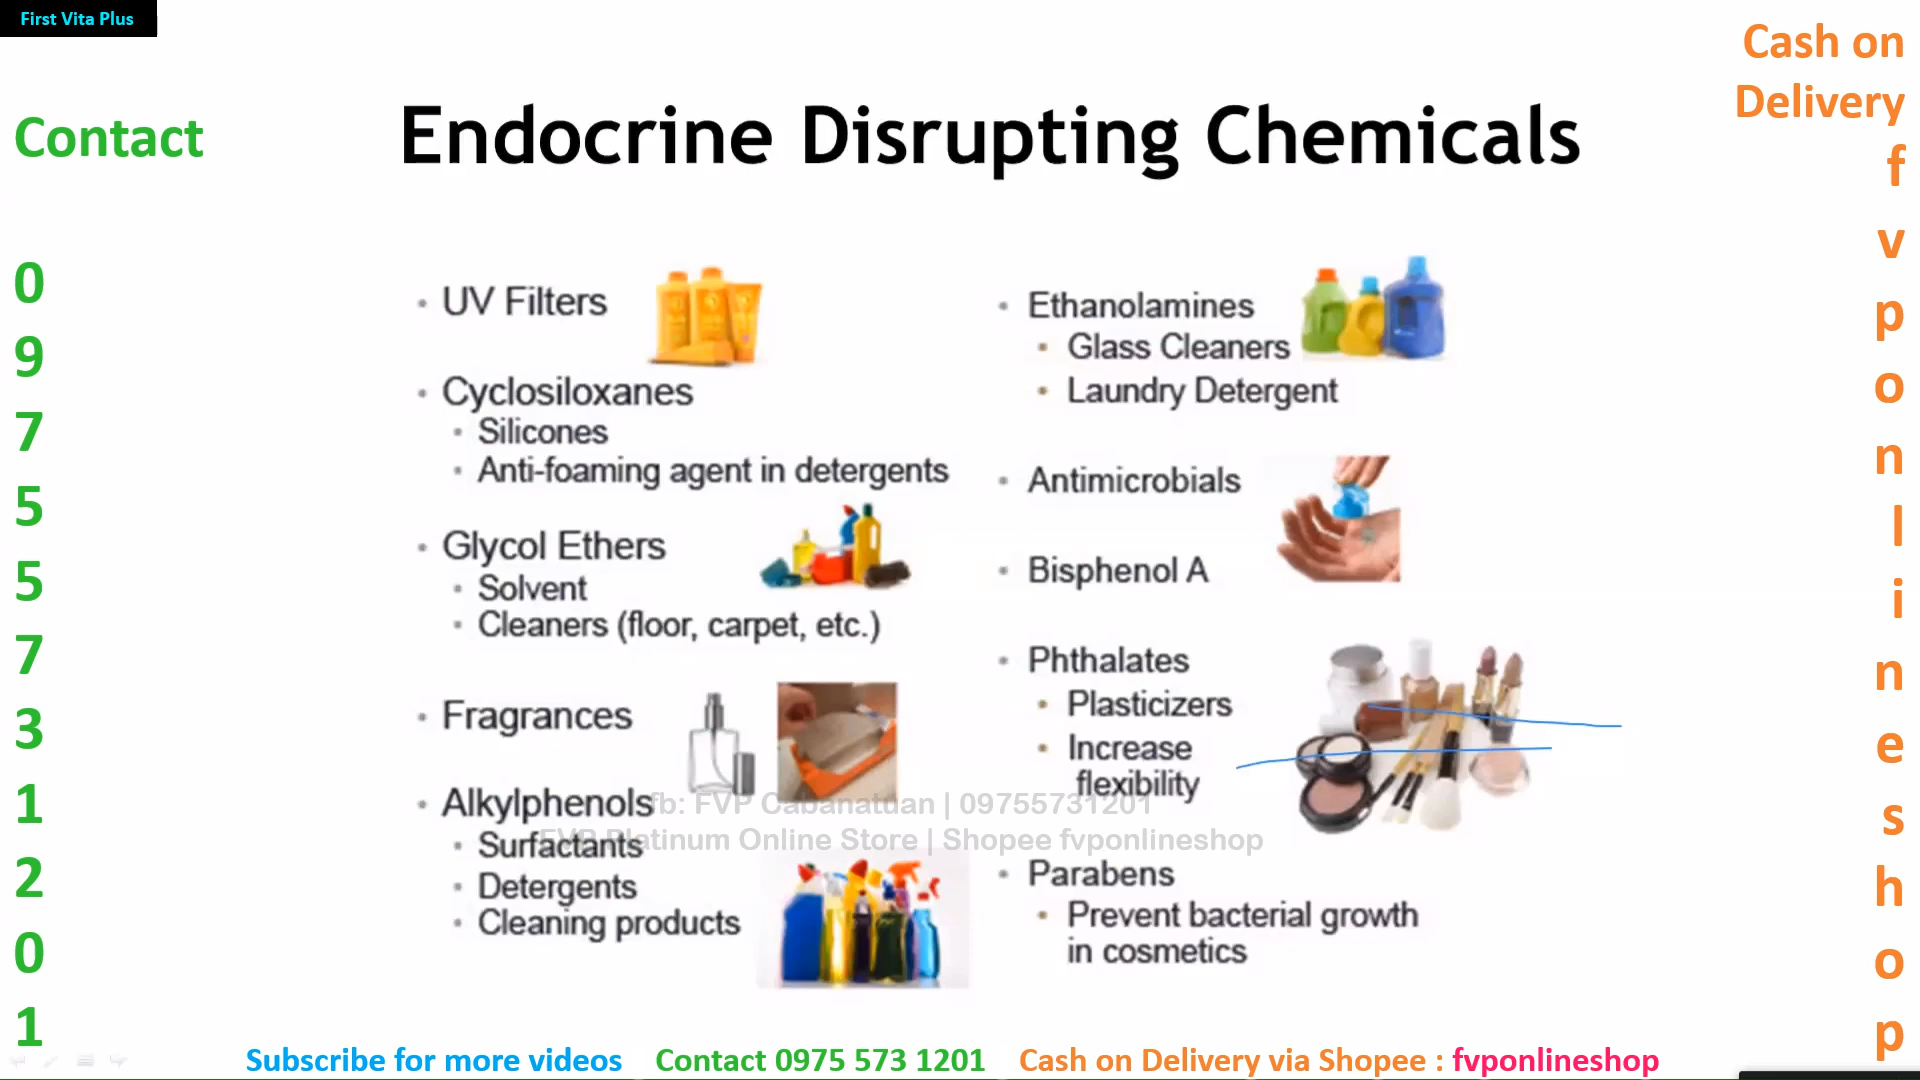 First Vita Plus
Cash on
Delivery
f
v
p
o
n
l
i
n
e
s
h
o
p
Contact
0
9
7
5
5
7
3
1
2
0
1
Endocrine Disrupting Chemicals
• UV Filters
• Cyclosiloxanes
• Silicones
• Anti-foaming agent in detergents
• Glycol Ethers
• Solvent
• Cleaners (floor, carpet, etc.)
• Fragrances
• Alkylphenols
• Surfactants
• Detergents
• Cleaning products
• Ethanolamines
• Glass Cleaners
• Laundry Detergent
• Antimicrobials
• Bisphenol A
• Phthalates
• Plasticizers
• Increase
flexibility
• Parabens
• Prevent bacterial growth
in cosmetics
fb: FVP Cabanatuan | 09755731201
FVP Platinum Online Store | Shopee fvponlineshop
Subscribe for more videos Contact 0975 573 1201 Cash on Delivery via Shopee : fvponlineshop